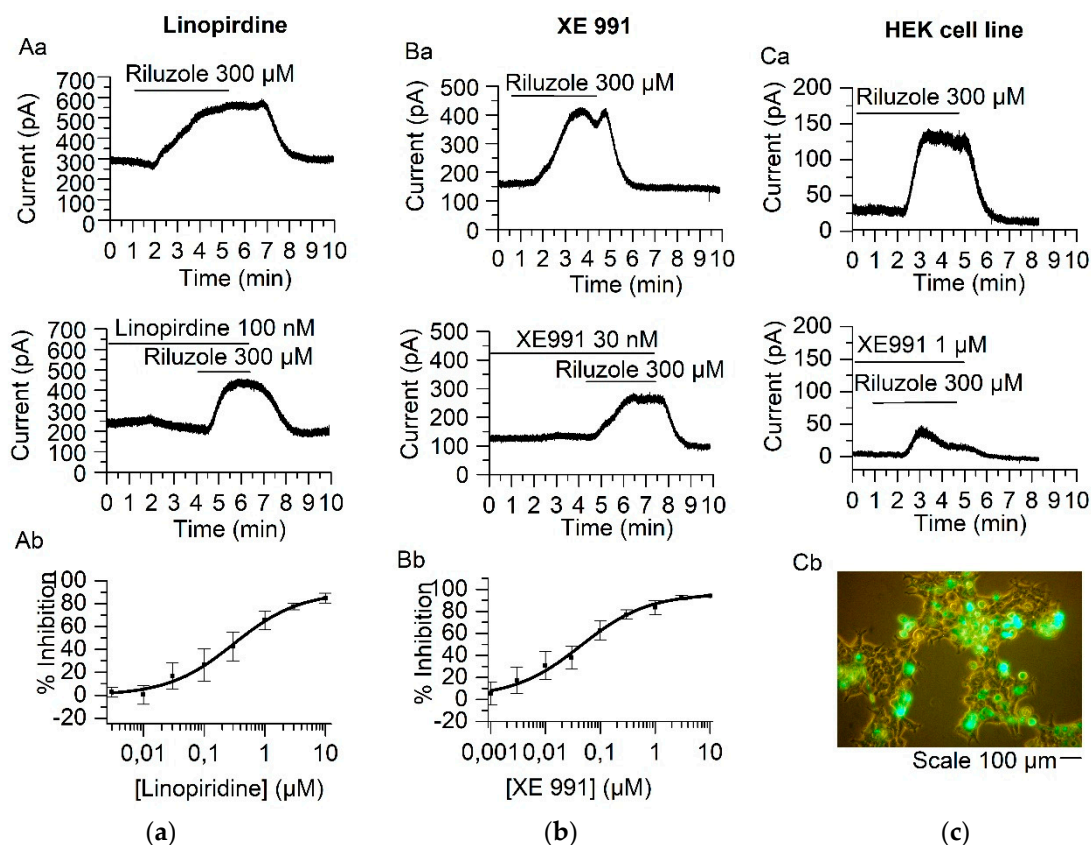 Linopirdine
Aa
Riluzole 300 µM
Current (pA)
700
600
500
400
300
200
100
0
0 1 2 3 4 5 6 7 8 9 10
Time (min)
Linopirdine 100 nM
Riluzole 300 µM
Current (pA)
700
600
500
400
300
200
100
0
0 1 2 3 4 5 6 7 8 9 10
Time (min)
Ab
% Inhibition
00
80
60
40
20
0
-20
0,01 0,1 1 10
[Linopiridine] (µM)
(a)
XE 991
Ba
Riluzole 300 µM
Current (pA)
500
400
300
200
100
0
0 1 2 3 4 5 6 7 8 9 10
Time (min)
XE991 30 nM
Riluzole 300 µM
Current (pA)
500
400
300
200
100
0
0 1 2 3 4 5 6 7 8 9 10
Time (min)
Bb
% Inhibition
100
80
60
40
20
0
-20
0,001 0,01 0,1 1 10
[XE 991] (µM)
(b)
HEK cell line
Ca
Riluzole 300 µM
Current (pA)
200
150
100
50
0
0 1 2 3 4 5 6 7 8 9 10
Time (min)
XE991 1 µM
Riluzole 300 µM
Current (pA)
200
150
100
50
0
0 1 2 3 4 5 6 7 8 9 10
Time (min)
Cb
Scale 100 µm
(c)